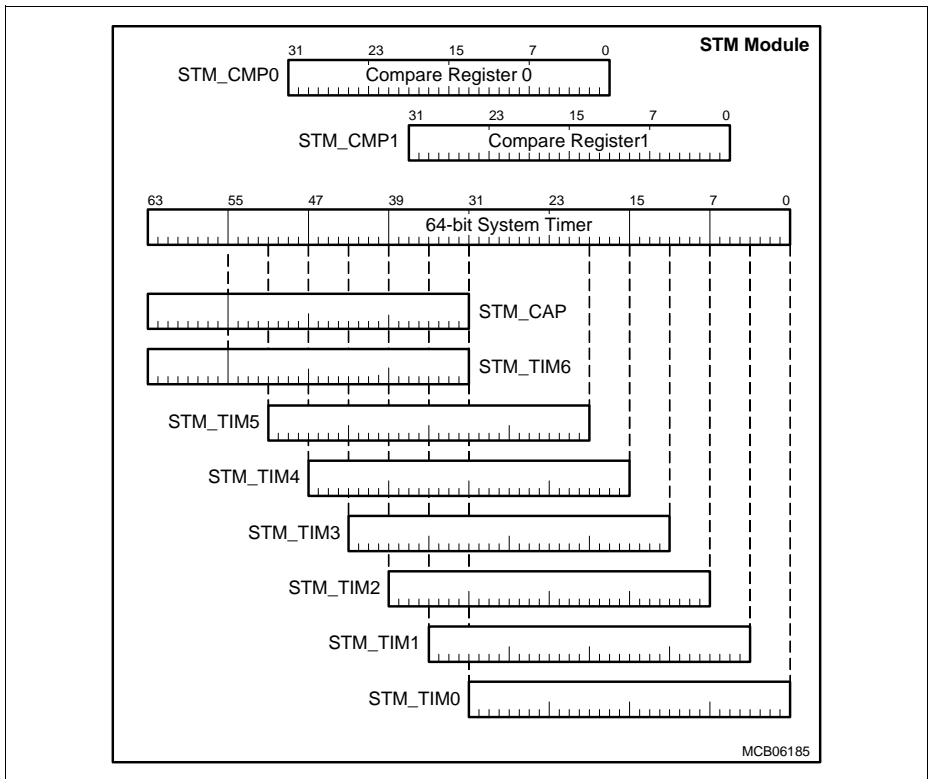 STM Module
31 23 15 7 0
STM_CMP0 Compare Register 0
31 23 15 7 0
STM_CMP1 Compare Register1
63 55 47 39 31 23 15 7 0
64-bit System Timer
STM_CAP
STM_TIM6
STM_TIM5
STM_TIM4
STM_TIM3
STM_TIM2
STM_TIM1
STM_TIM0
MCB06185